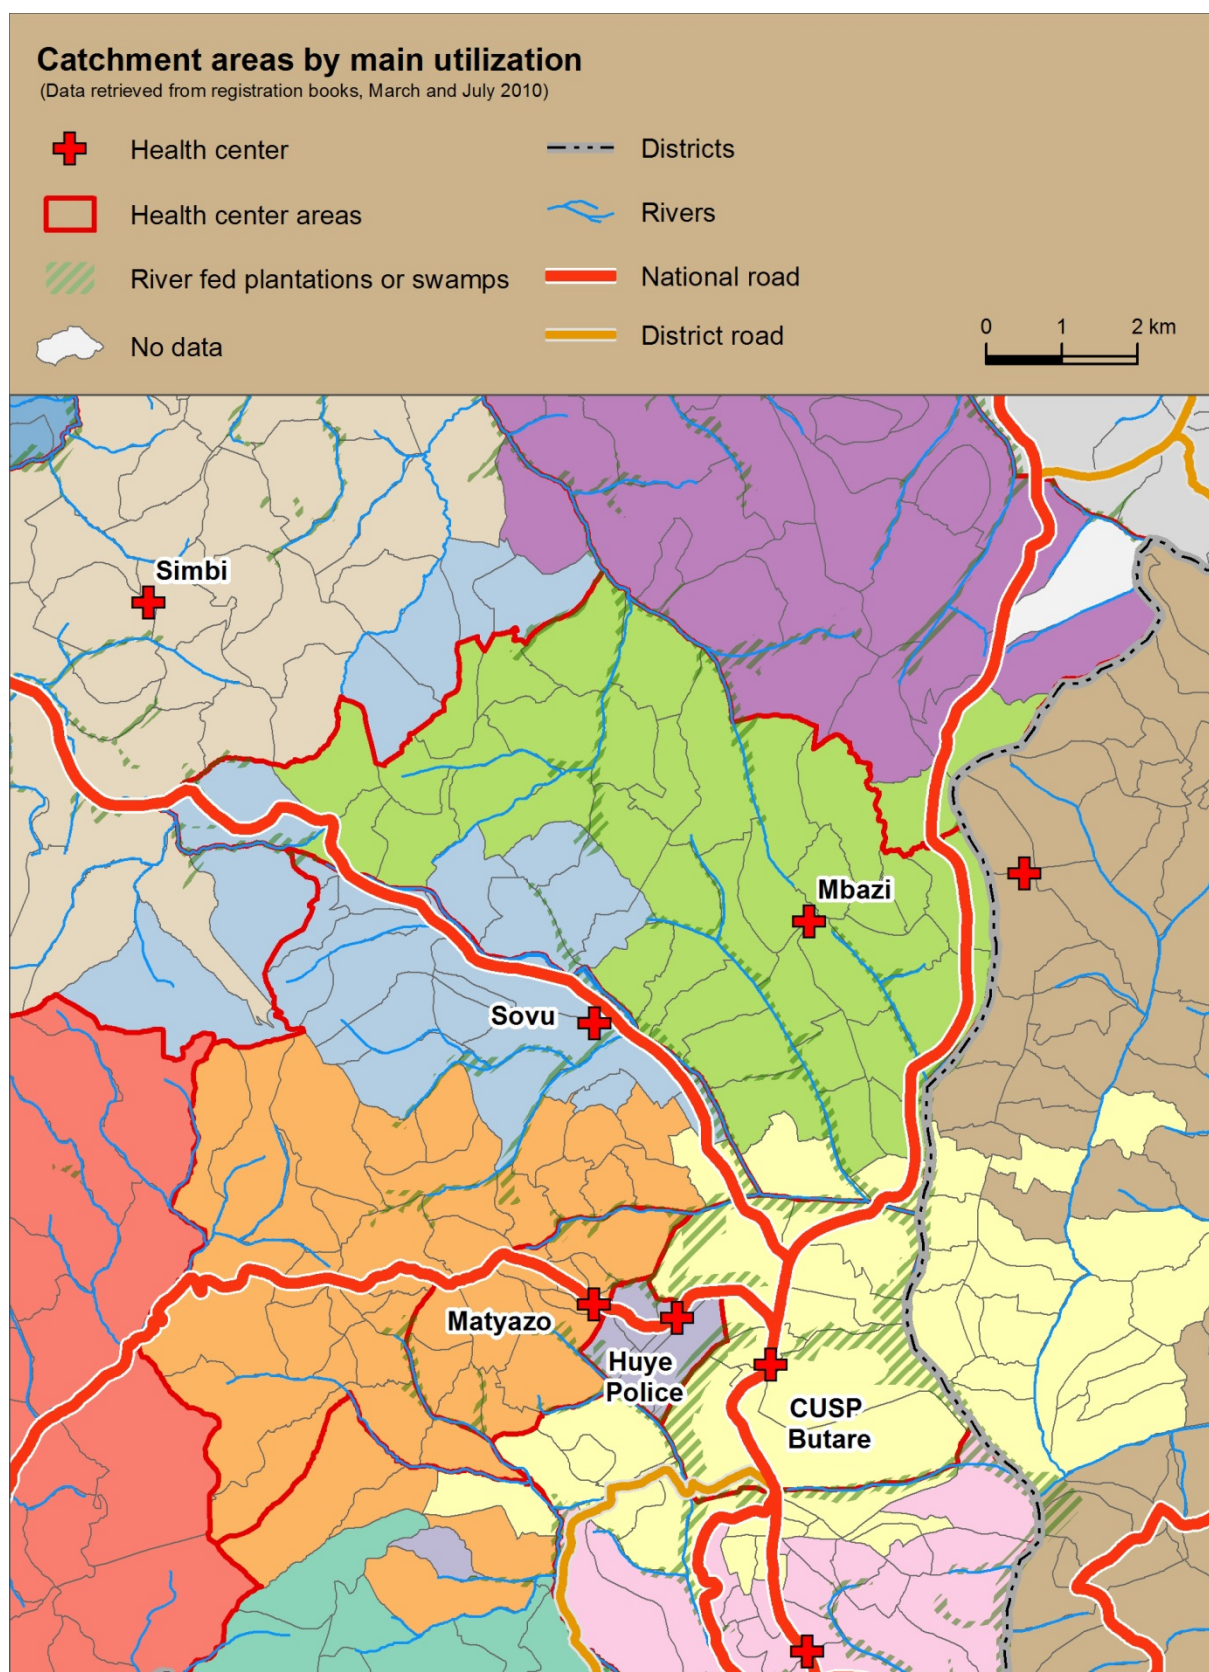 Catchment areas by main utilization
(Data retrieved from registration books, March and July 2010)
Health center
Health center areas
River fed plantations or swamps
No data
Districts
Rivers
National road
District road
0 1 2 km
Simbi
Mbazi
Sovu
Matyazo
Huye
Police
CUSP
Butare